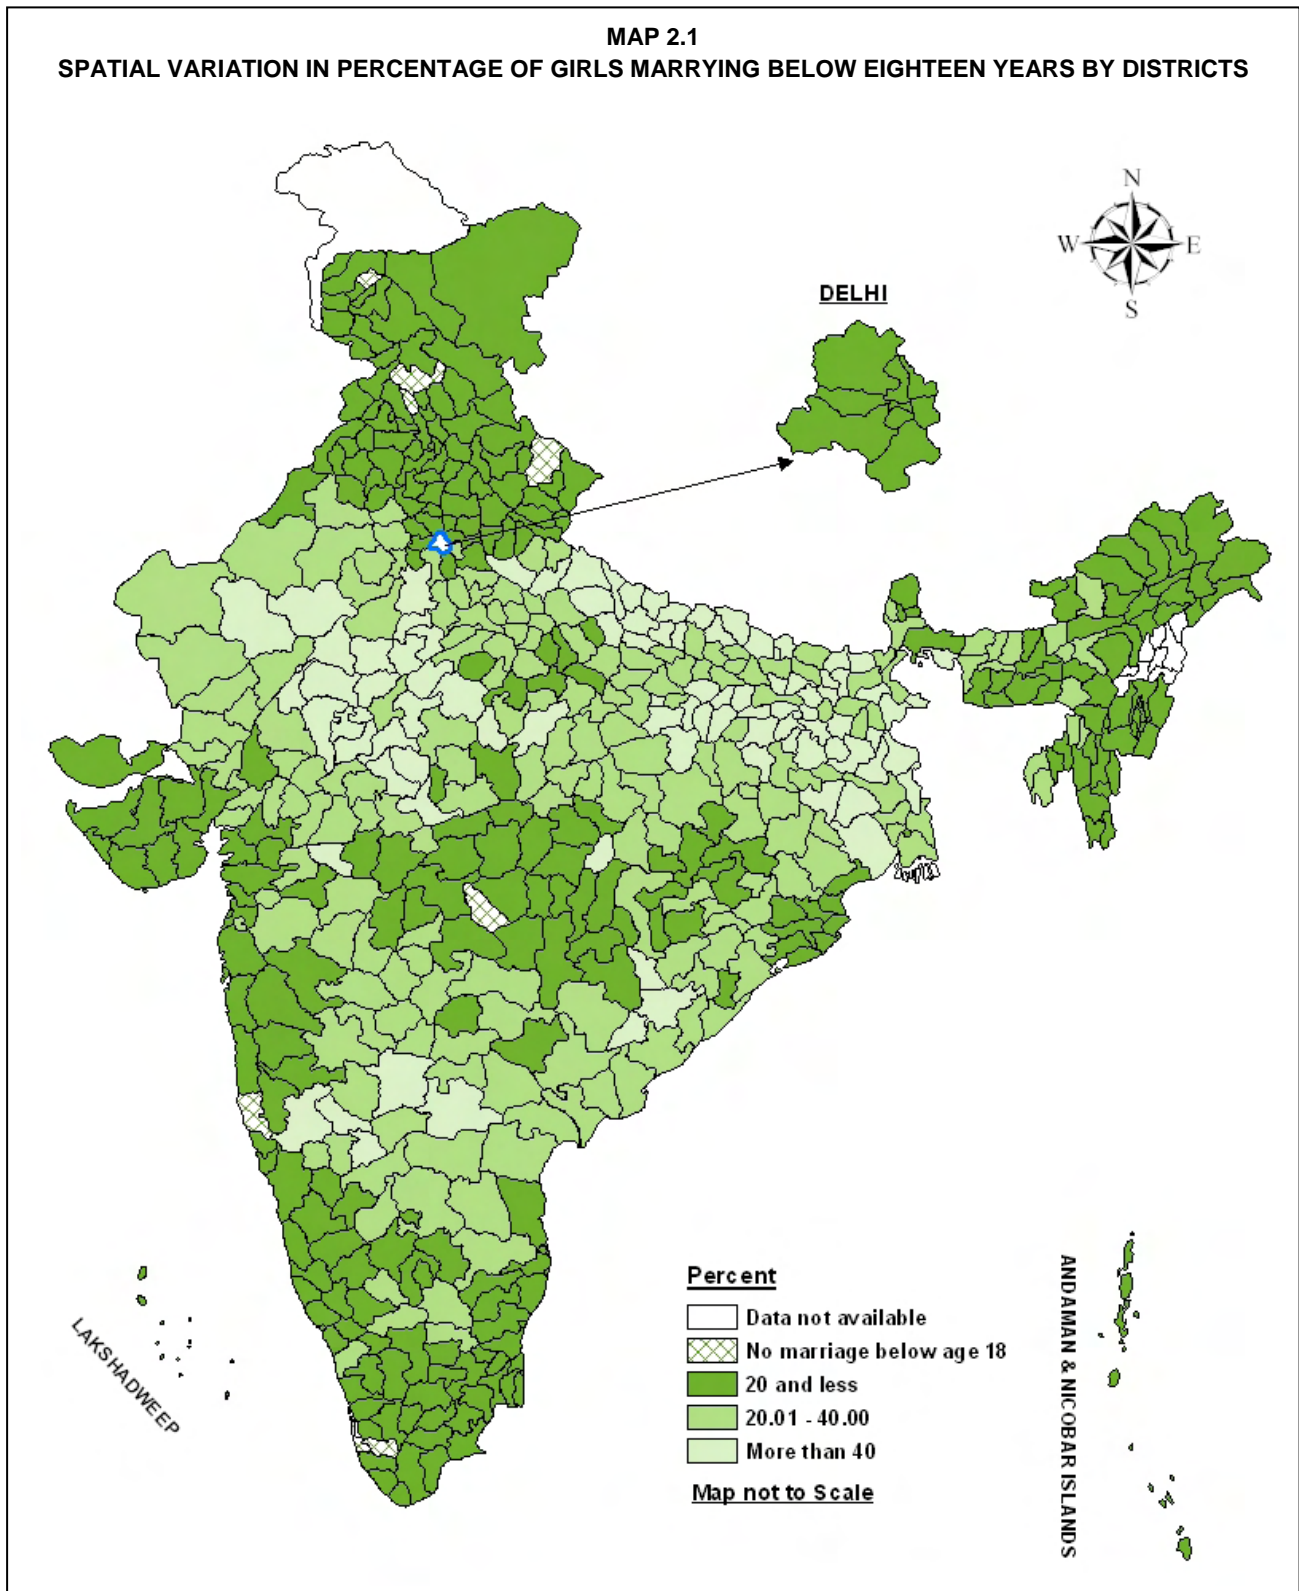 MAP 2.1
SPATIAL VARIATION IN PERCENTAGE OF GIRLS MARRYING BELOW EIGHTEEN YEARS BY DISTRICTS
N
W
E
S
DELHI
LAKSHADWEEP
ANDAMAN & NICOBAR ISLANDS
Percent
Data not available
No marriage below age 18
20 and less
20.01 - 40.00
More than 40
Map not to Scale